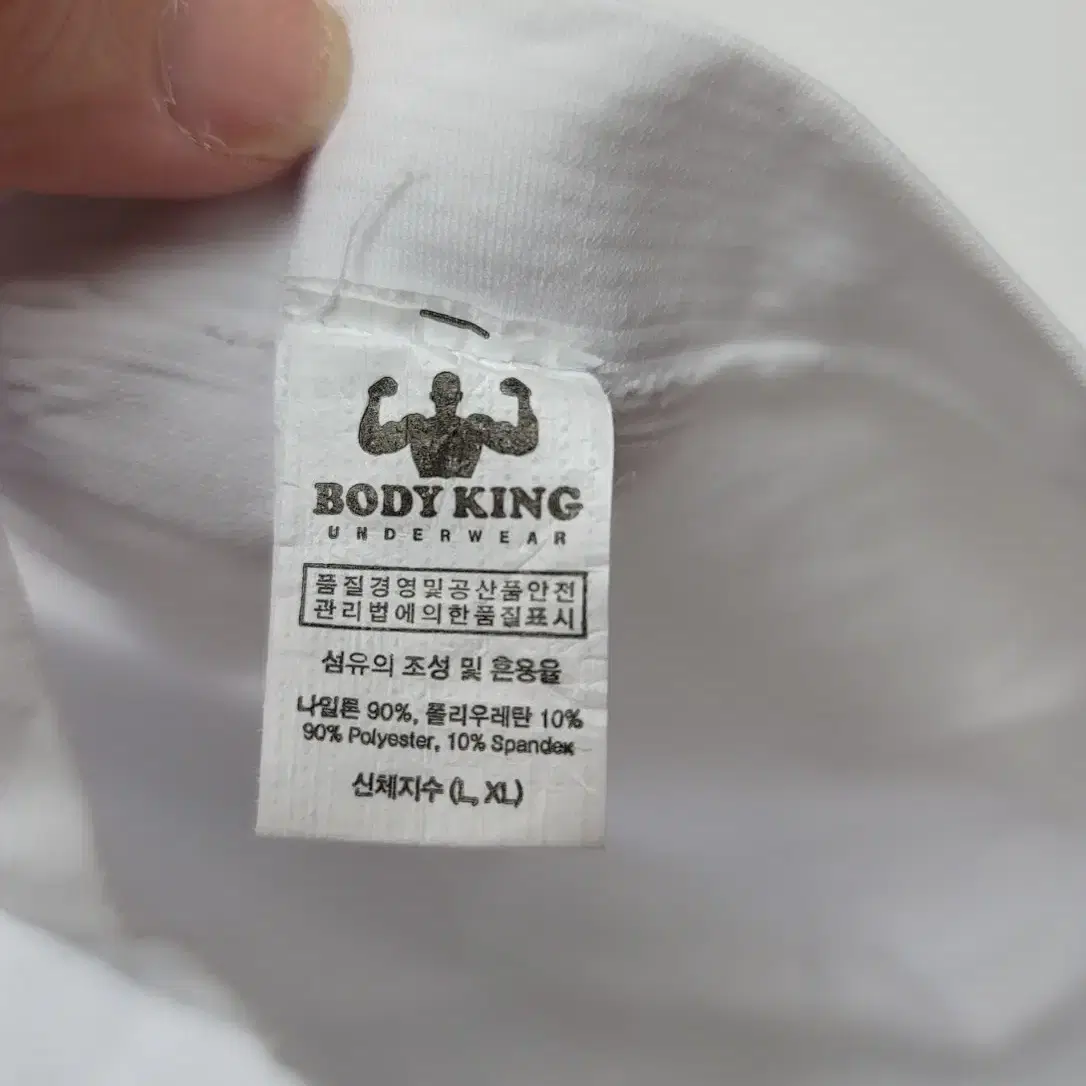 BODY KING
UNDERWEAR
품질경영및공산품안전
관리법에의한품질표시
섬유의 조성 및 혼용율
나일론 90%, 폴리우레탄 10%
90% Polyester, 10% Spandex
신체지수 (L, XL)